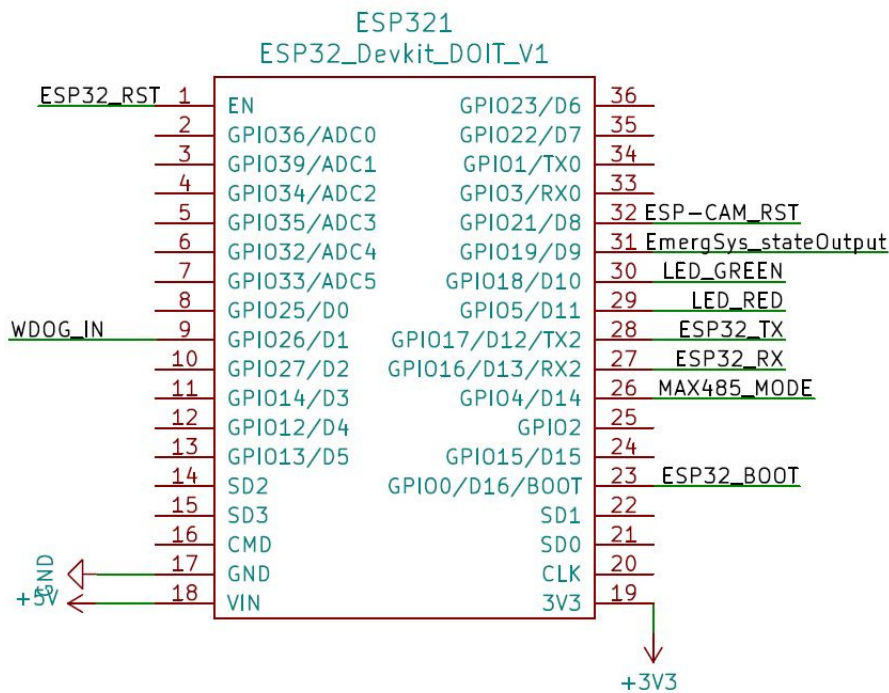 ESP321
ESP32_Devkit_DOIT_V1
ESP32_RST 1 EN GPIO23/D6 36
2 GPIO36/ADC0 GPIO22/D7 35
3 GPIO39/ADC1 GPIO1/TX0 34
4 GPIO34/ADC2 GPIO3/RX0 33
5 GPIO35/ADC3 GPIO21/D8 32 ESP-CAM_RST
6 GPIO32/ADC4 GPIO19/D9 31 EmergSys_stateOutput
7 GPIO33/ADC5 GPIO18/D10 30 LED_GREEN
8 GPIO25/D0 GPIO5/D11 29 LED_RED
WDOG_IN 9 GPIO26/D1 GPIO17/D12/TX2 28 ESP32_TX
10 GPIO27/D2 GPIO16/D13/RX2 27 ESP32_RX
11 GPIO14/D3 GPIO4/D14 26 MAX485_MODE
12 GPIO12/D4 GPIO2 25
13 GPIO13/D5 GPIO15/D15 24
14 SD2 GPIO0/D16/BOOT 23 ESP32_BOOT
15 SD3 SD1 22
16 CMD SD0 21
GND 17 GND CLK 20
+5V 18 VIN 3V3 19
+3V3